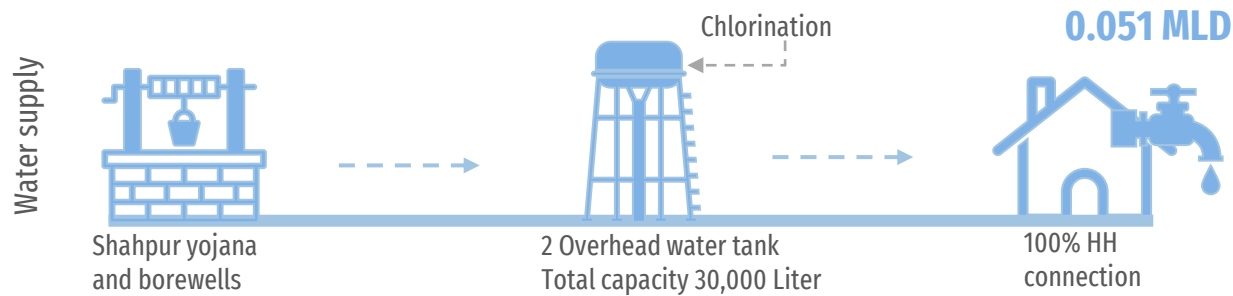 Water supply
Chlorination
0.051 MLD
Shahpur yojana
and borewells
2 Overhead water tank
Total capacity 30,000 Liter
100% HH
connection